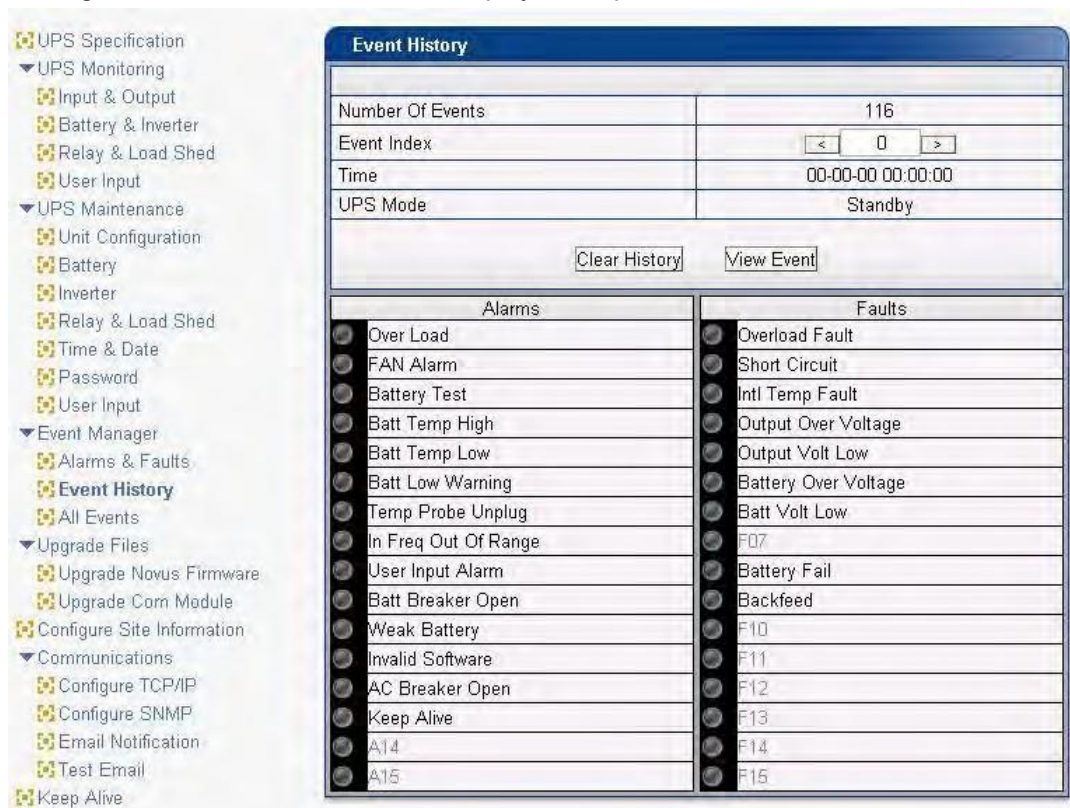 UPS Specification
UPS Monitoring
Input & Output
Battery & Inverter
Relay & Load Shed
User Input
UPS Maintenance
Unit Configuration
Battery
Inverter
Relay & Load Shed
Time & Date
Password
User Input
Event Manager
Alarms & Faults
Event History
All Events
Upgrade Files
Upgrade Novus Firmware
Upgrade Com Module
Configure Site Information
Communications
Configure TCP/IP
Configure SNMP
Email Notification
Test Email
Keep Alive
Event History
Number Of Events 116
Event Index < 0 >
Time 00-00-00 00:00:00
UPS Mode Standby
Clear History View Event
Alarms Faults
Over Load Overload Fault
FAN Alarm Short Circuit
Battery Test Intl Temp Fault
Batt Temp High Output Over Voltage
Batt Temp Low Output Volt Low
Batt Low Warning Battery Over Voltage
Temp Probe Unplug Batt Volt Low
In Freq Out Of Range F07
User Input Alarm Battery Fail
Batt Breaker Open Backfeed
Weak Battery F10
Invalid Software F11
AC Breaker Open F12
Keep Alive F13
A14 F14
A15 F15